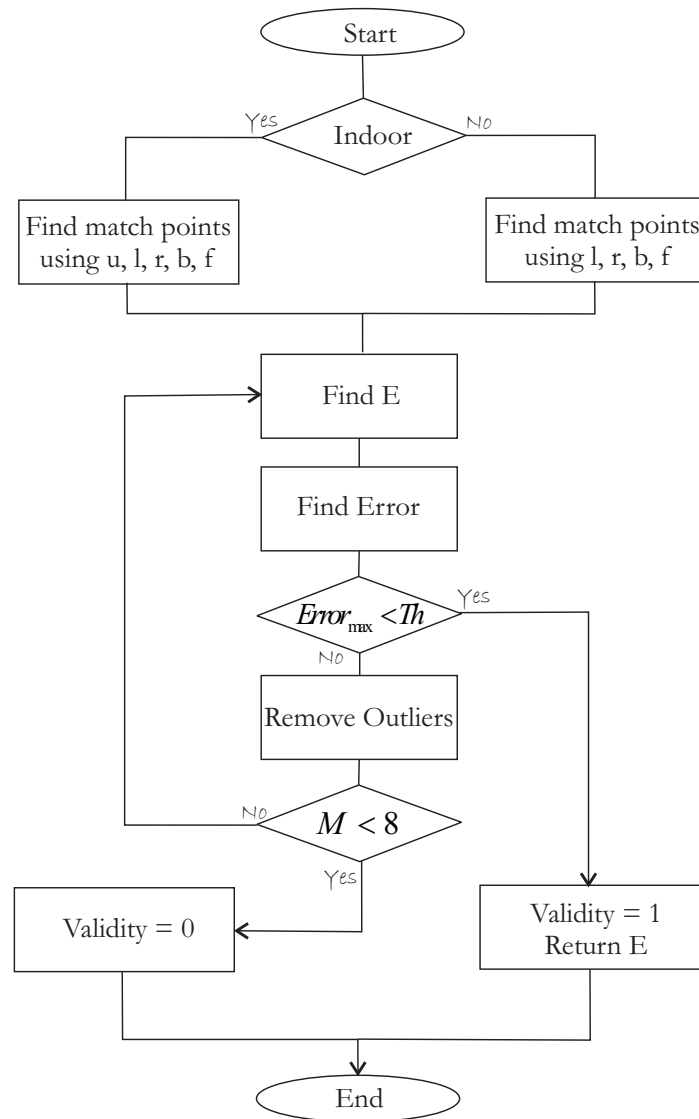 Start
Yes
No
Indoor
Find match points
using u, l, r, b, f
Find match points
using l, r, b, f
Find E
Find Error
Yes
Error_max < Th
No
Remove Outliers
No
M < 8
Yes
Validity = 0
Validity = 1
Return E
End